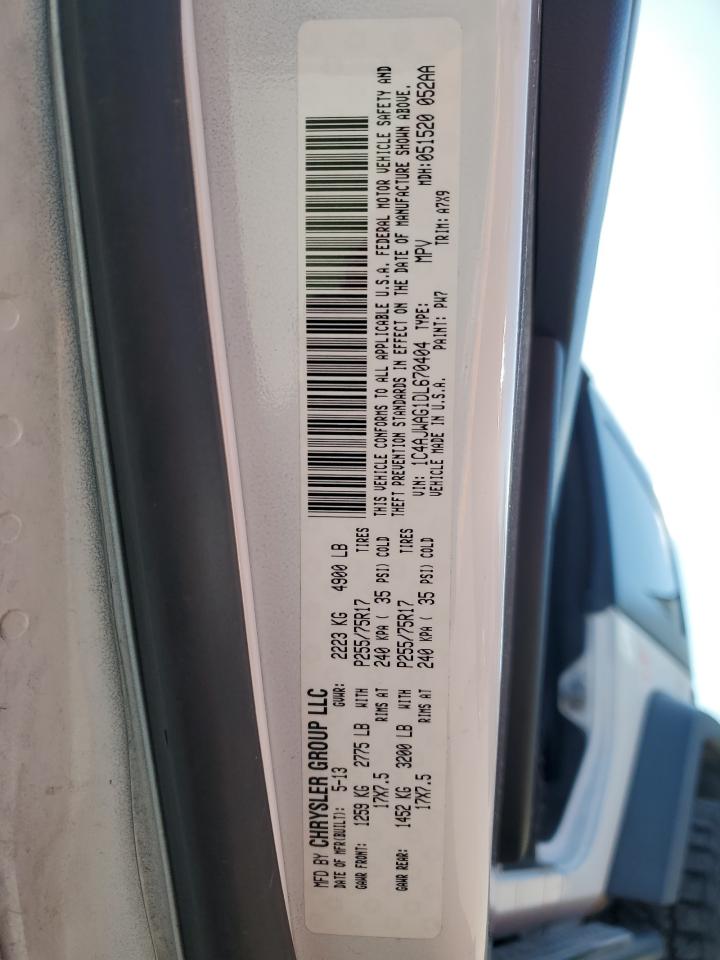 MFD BY CHRYSLER GROUP LLC
DATE OF MFR(BUILT): 5-13 GVWR: 2223 KG 4900 LB
GAWR FRONT: 1259 KG 2775 LB WITH P255/75R17 TIRES
17X7.5 RIMS AT 240 KPA ( 35 PSI) COLD
GAWR REAR: 1452 KG 3200 LB WITH P255/75R17 TIRES
17X7.5 RIMS AT 240 KPA ( 35 PSI) COLD
THIS VEHICLE CONFORMS TO ALL APPLICABLE U.S.A. FEDERAL MOTOR VEHICLE SAFETY AND
THEFT PREVENTION STANDARDS IN EFFECT ON THE DATE OF MANUFACTURE SHOWN ABOVE.
VIN: 1C4AJWAG1DL670404 TYPE: MPV MDH:051520 052AA
VEHICLE MADE IN U.S.A. PAINT: PW7 TRIM: A7X9